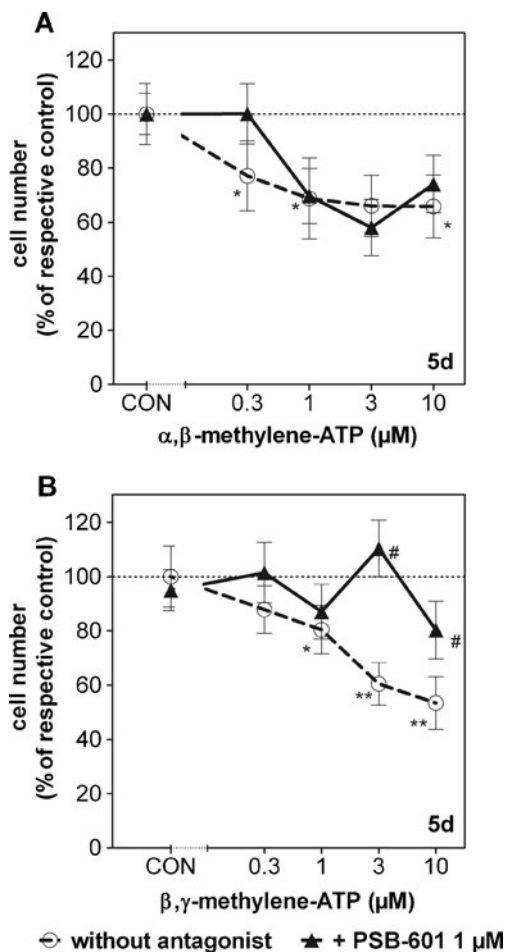 A
cell number
(% of respective control)
120
100
80
60
40
20
0
*
*
*
5d
CON
0.3
1
3
10
α,β-methylene-ATP (µM)
B
cell number
(% of respective control)
120
100
80
60
40
20
0
#
#
*
**
**
5d
CON
0.3
1
3
10
β,γ-methylene-ATP (µM)
without antagonist
+ PSB-601 1 µM